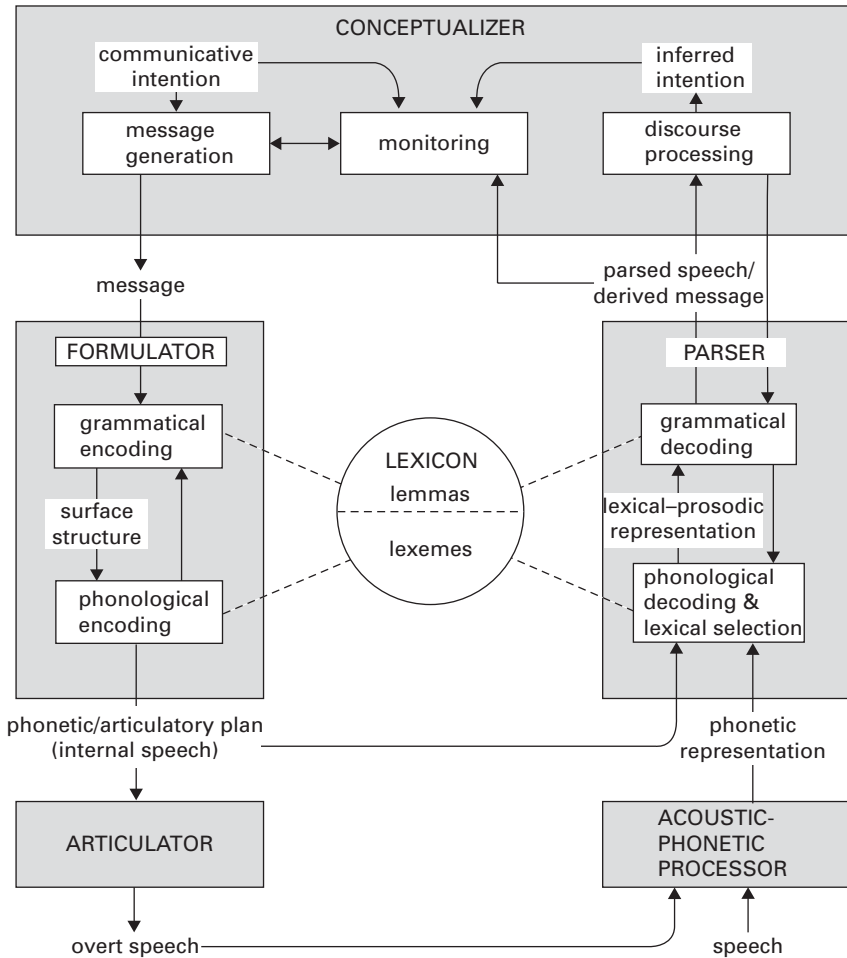 CONCEPTUALIZER
communicative
intention
inferred
intention
message
generation
monitoring
discourse
processing
message
parsed speech/
derived message
FORMULATOR
PARSER
grammatical
encoding
grammatical
decoding
LEXICON
lemmas
lexemes
surface
structure
lexical–prosodic
representation
phonological
encoding
phonological
decoding &
lexical selection
phonetic/articulatory plan
(internal speech)
phonetic
representation
ARTICULATOR
ACOUSTIC-
PHONETIC
PROCESSOR
overt speech
speech